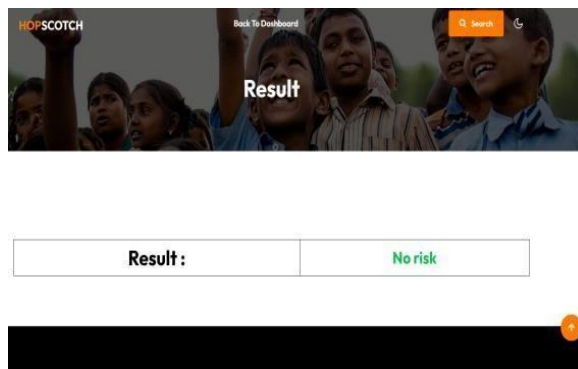 HOPSCOTCH
Back To Dashboard
Search
Result
Result :
No risk